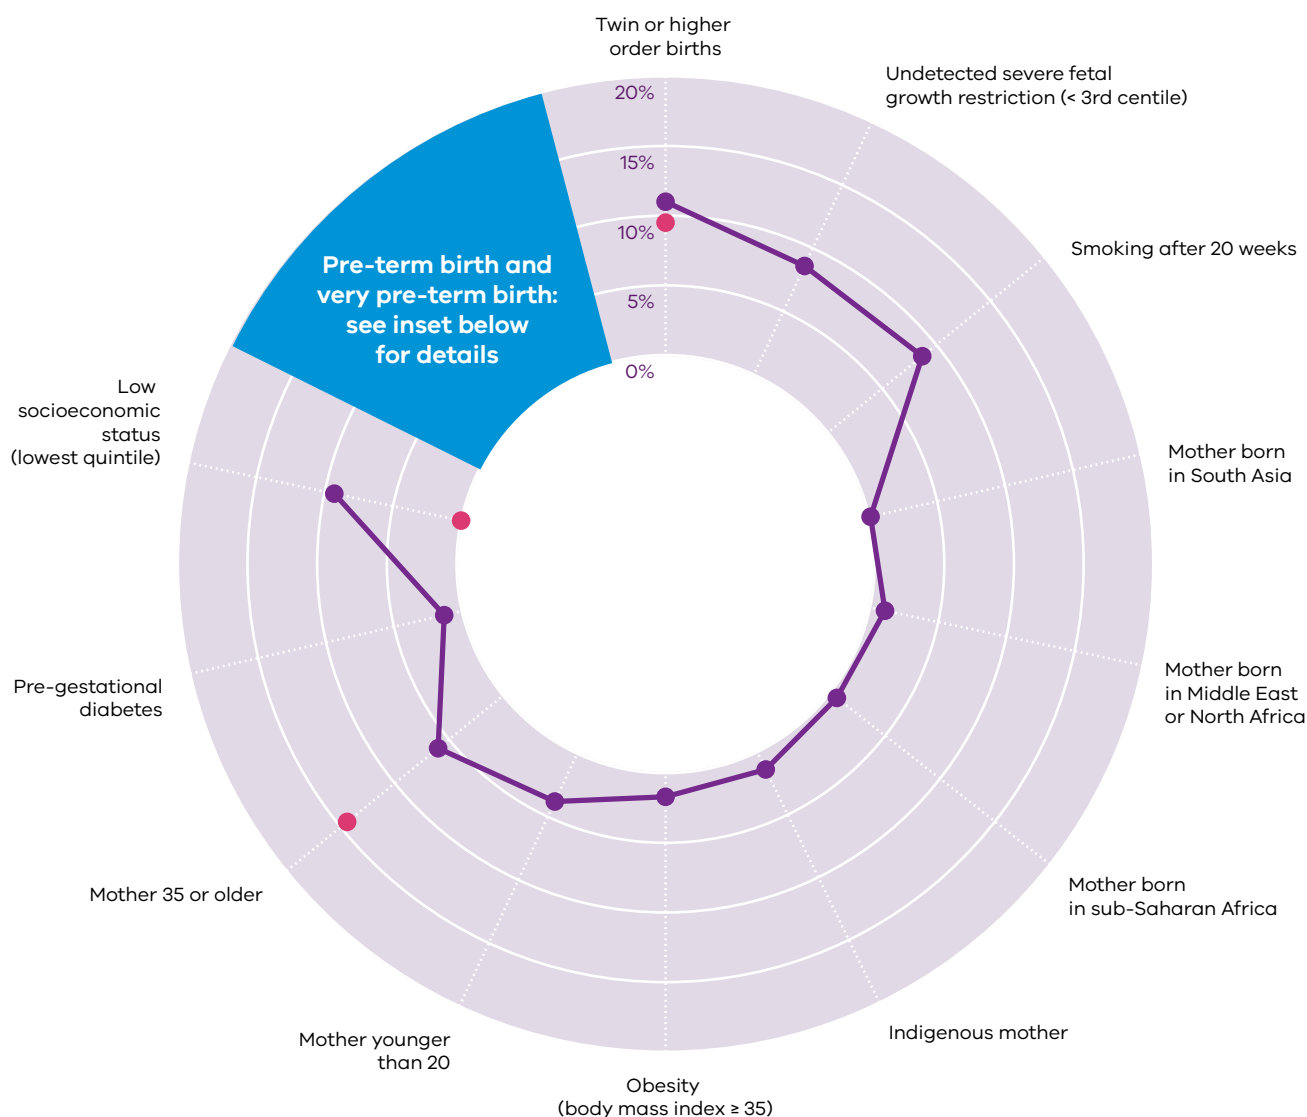 Twin or higher
order births
Undetected severe fetal
growth restriction (< 3rd centile)
Smoking after 20 weeks
Mother born
in South Asia
Mother born
in Middle East
or North Africa
Mother born
in sub-Saharan Africa
Indigenous mother
Obesity
(body mass index ≥ 35)
Mother younger
than 20
Mother 35 or older
Pre-gestational
diabetes
Low
socioeconomic
status
(lowest quintile)
Pre-term birth and
very pre-term birth:
see inset below
for details
20%
15%
10%
5%
0%